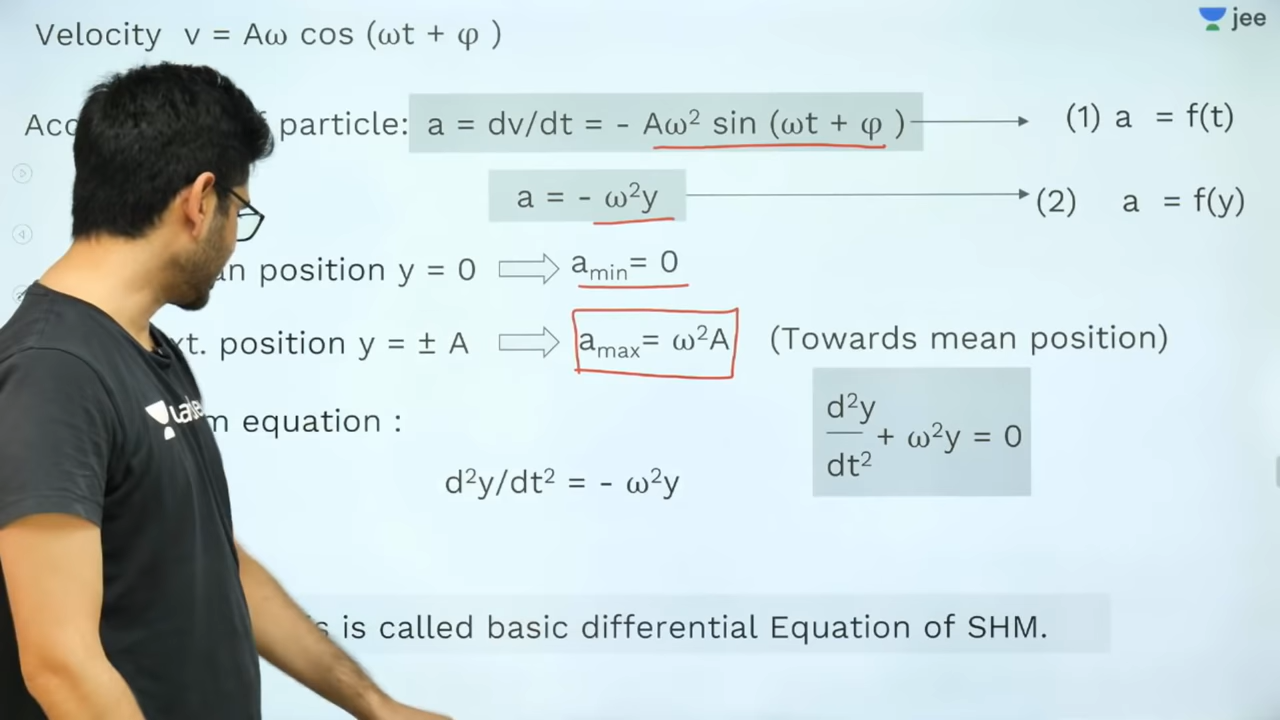 jee
Velocity v = Aω cos (ωt + φ )
particle: a = dv/dt = - Aω² sin (ωt + φ ) (1) a = f(t)
a = - ω²y (2) a = f(y)
position y = 0 a_min = 0
position y = ± A a_max = ω²A (Towards mean position)
equation :
d²y/dt² = - ω²y
d²y
dt² + ω²y = 0
is called basic differential Equation of SHM.